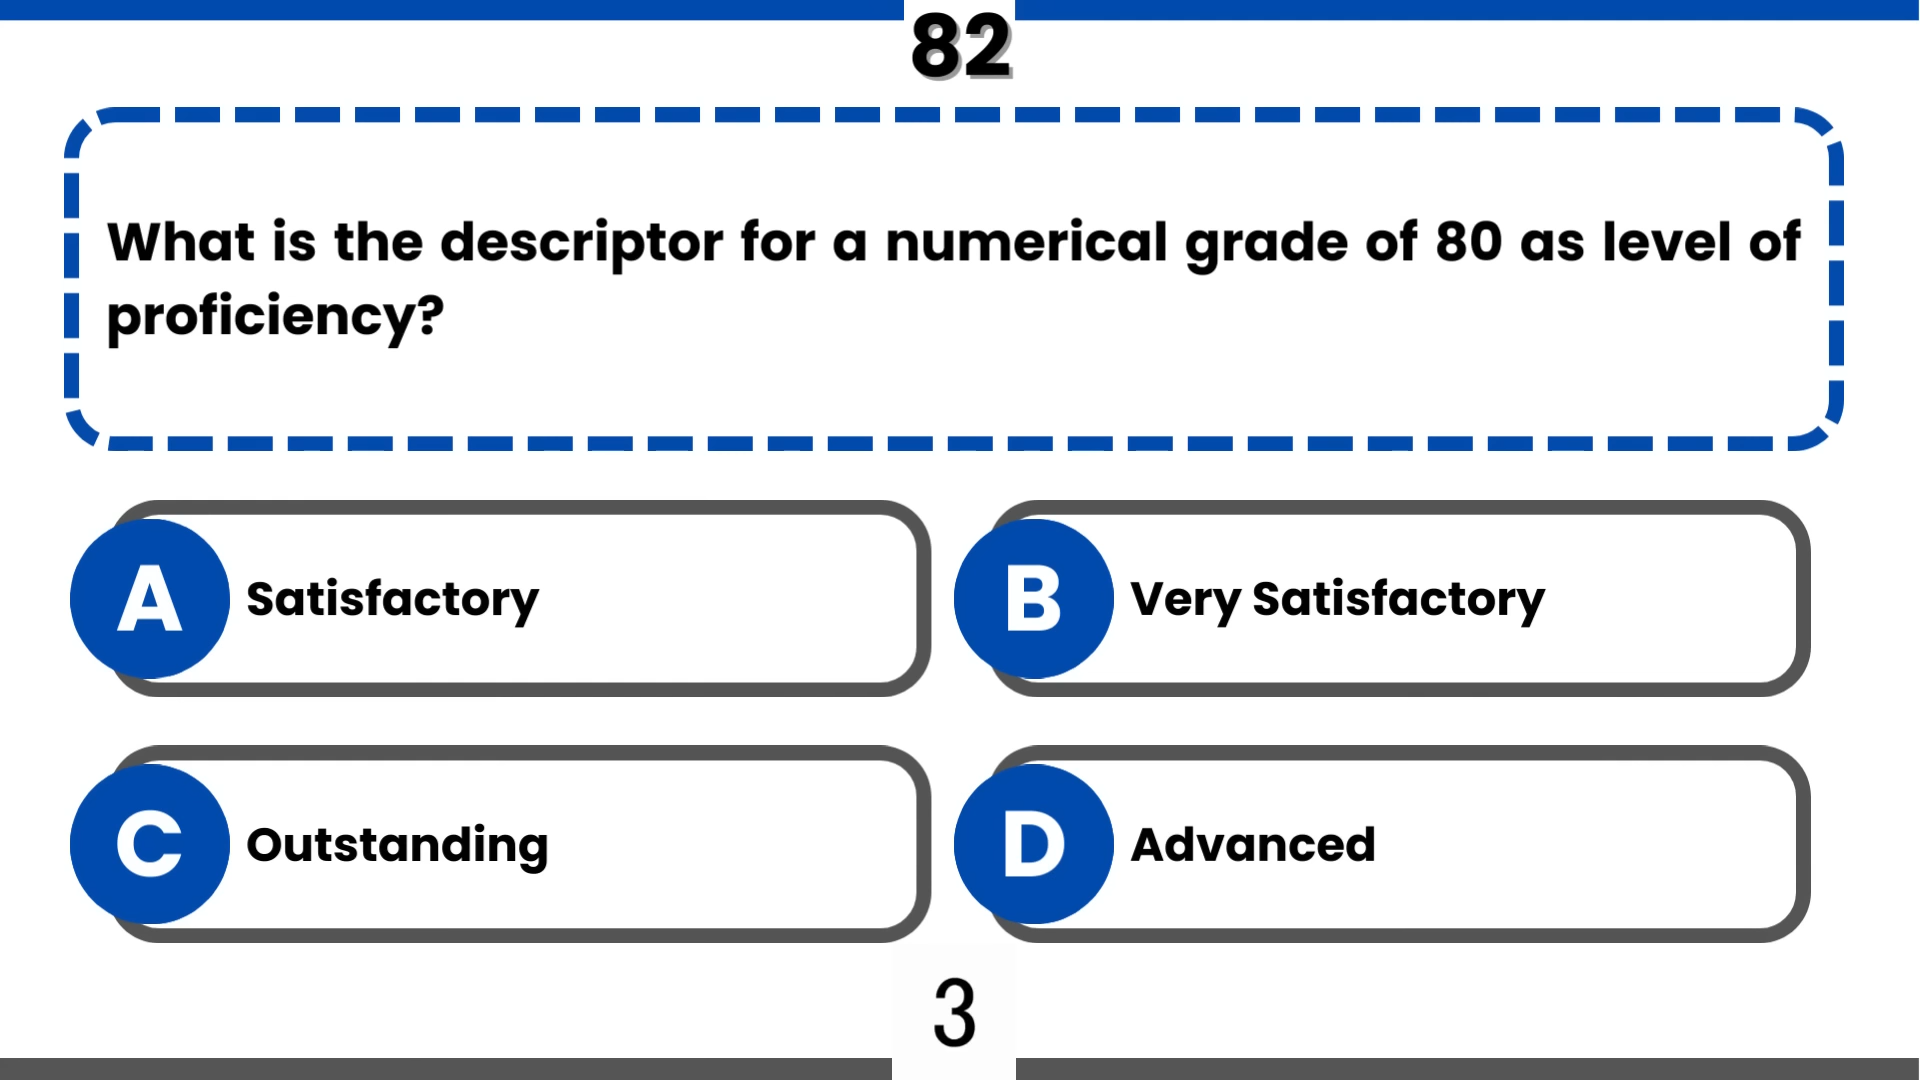 82
What is the descriptor for a numerical grade of 80 as level of
proficiency?
A Satisfactory
B Very Satisfactory
C Outstanding
D Advanced
3